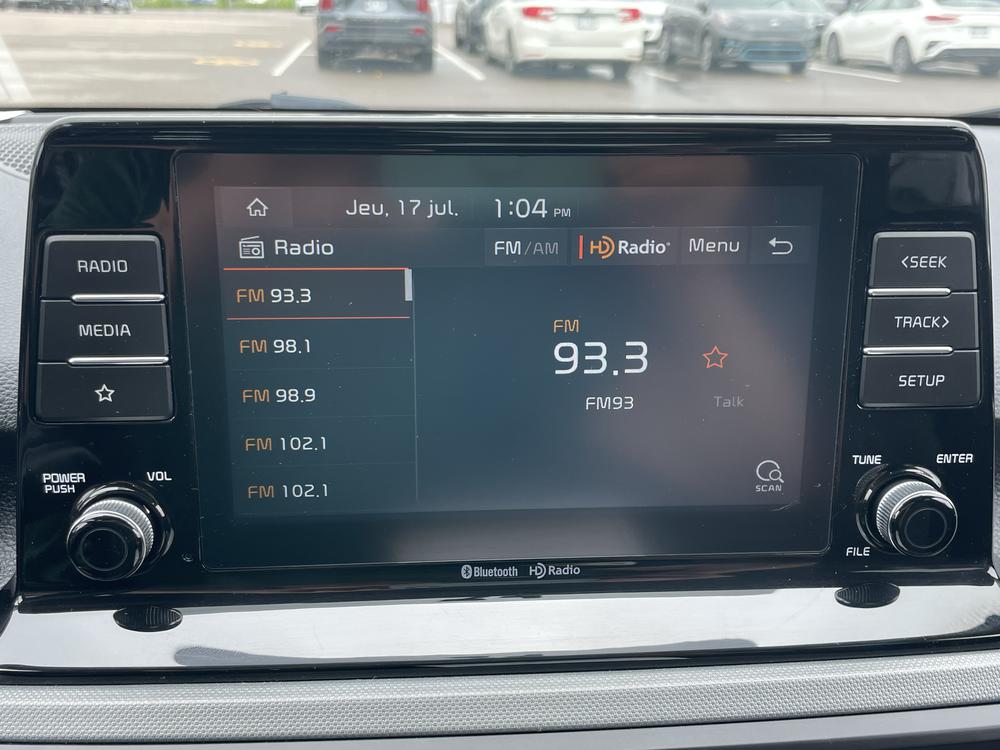 Jeu, 17 jul. 1:04 PM
Radio FM/AM HD Radio Menu
RADIO
MEDIA
FM 93.3
FM 98.1
FM 98.9
FM 102.1
FM 102.1
FM
93.3
FM93
Talk
SCAN
<SEEK
TRACK>
SETUP
POWER
PUSH
VOL
TUNE
ENTER
FILE
Bluetooth HD Radio